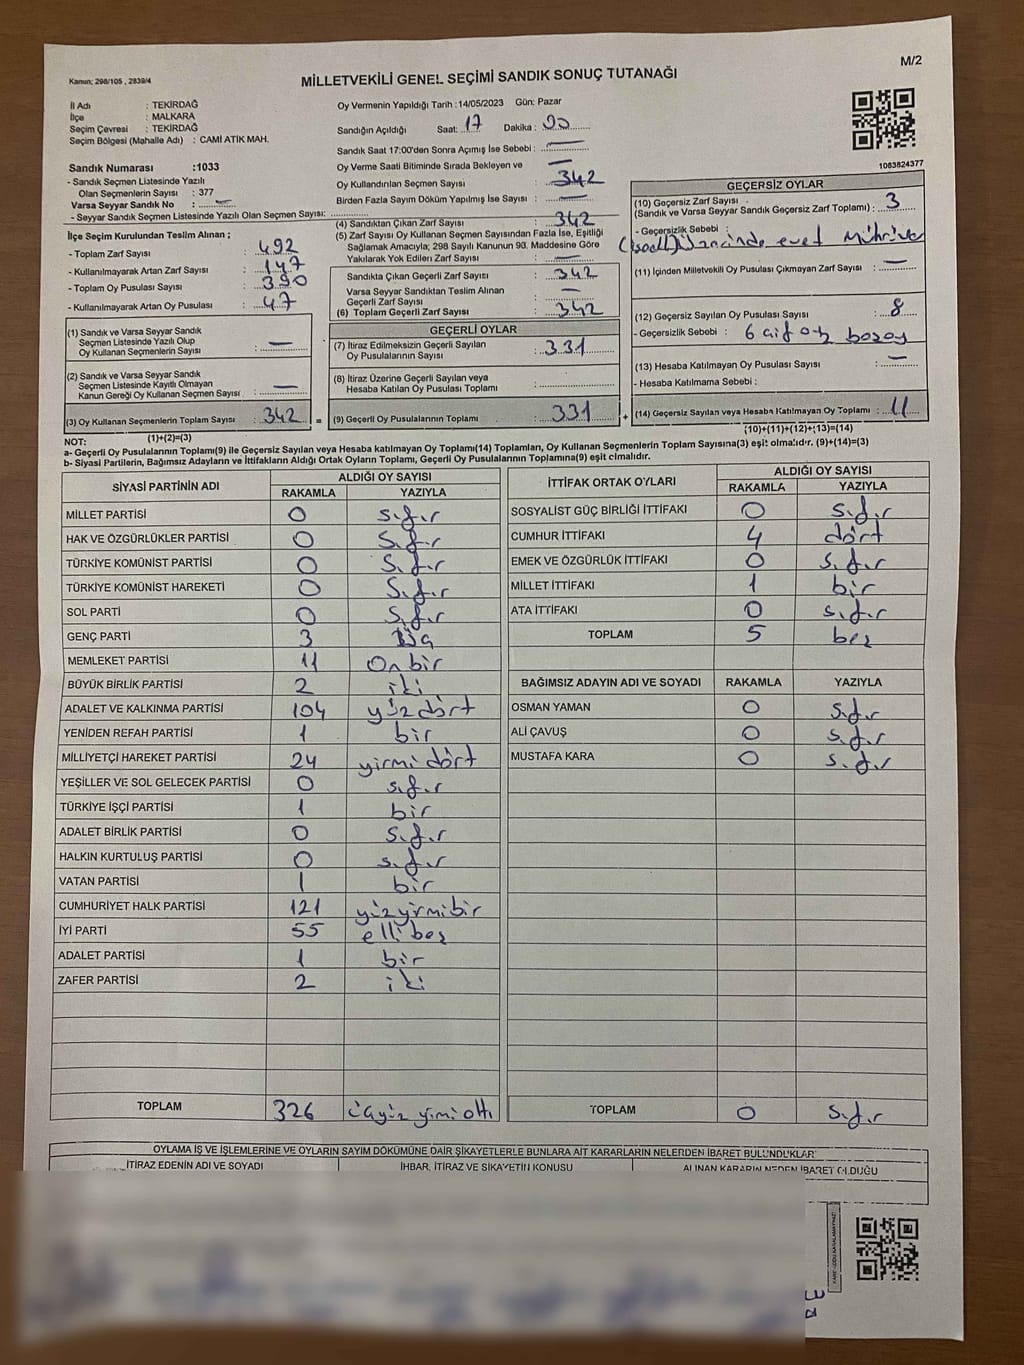 M/2
Kanun; 298/105 , 2839/4
MİLLETVEKİLİ GENEL SEÇİMİ SANDIK SONUÇ TUTANAĞI
İl Adı : TEKİRDAĞ
İlçe : MALKARA
Seçim Çevresi : TEKİRDAĞ
Seçim Bölgesi (Mahalle Adı) : CAMİ ATİK MAH.
Sandık Numarası :1033
- Sandık Seçmen Listesinde Yazılı
Olan Seçmenlerin Sayısı : 377
Varsa Seyyar Sandık No : —
- Seyyar Sandık Seçmen Listesinde Yazılı Olan Seçmen Sayısı:
İlçe Seçim Kurulundan Teslim Alınan ;
- Toplam Zarf Sayısı : 492
- Kullanılmayarak Artan Zarf Sayısı : 147
- Toplam Oy Pusulası Sayısı : 390
- Kullanılmayarak Artan Oy Pusulası : 47
(1) Sandık ve Varsa Seyyar Sandık
Seçmen Listesinde Yazılı Olup
Oy Kullanan Seçmenlerin Sayısı : —
(2) Sandık ve Varsa Seyyar Sandık
Seçmen Listesinde Kayıtlı Olmayan
Kanun Gereği Oy Kullanan Seçmen Sayısı : —
(3) Oy Kullanan Seçmenlerin Toplam Sayısı : 342 =
(1)+(2)=(3)
Oy Vermenin Yapıldığı Tarih :14/05/2023 Gün: Pazar
Sandığın Açıldığı Saat: 17 Dakika :
Sandık Saat 17:00'den Sonra Açımış İse Sebebi : —
Oy Verme Saati Bitiminde Sırada Bekleyen ve —
Oy Kullandırılan Seçmen Sayısı : 342
Birden Fazla Sayım Döküm Yapılmış İse Sayısı : —
(4) Sandıktan Çıkan Zarf Sayısı : 342
(5) Zarf Sayısı Oy Kullanan Seçmen Sayısından Fazla İse, Eşitliği
Sağlamak Amacıyla; 298 Sayılı Kanunun 93. Maddesine Göre
Yakılarak Yok Edilen Zarf Sayısı : —
Sandıkta Çıkan Geçerli Zarf Sayısı : 342
Varsa Seyyar Sandıktan Teslim Alınan
Geçerli Zarf Sayısı : —
(6) Toplam Geçerli Zarf Sayısı : 342
GEÇERLİ OYLAR
(7) İtiraz Edilmeksizin Geçerli Sayılan
Oy Pusulalarının Sayısı : 331
(8) İtiraz Üzerine Geçerli Sayılan veya
Hesaba Katılan Oy Pusulası Toplamı :
(9) Geçerli Oy Pusulalarının Toplamı : 331 +
1063824377
GEÇERSİZ OYLAR
(10) Geçersiz Zarf Sayısı
(Sandık ve Varsa Seyyar Sandık Geçersiz Zarf Toplamı) : 3
- Geçersizlik Sebebi :
evet
(11) İçinden Milletvekili Oy Pusulası Çıkmayan Zarf Sayısı : —
(12) Geçersiz Sayılan Oy Pusulası Sayısı : 8
- Geçersizlik Sebebi :
(13) Hesaba Katılmayan Oy Pusulası Sayısı : —
- Hesaba Katılmama Sebebi :
(14) Geçersiz Sayılan veya Hesaba Katılmayan Oy Toplamı : 11
(10)+(11)+(12)+(13)=(14)
NOT:
a- Geçerli Oy Pusulalarının Toplamı(9) ile Geçersiz Sayılan veya Hesaba katılmayan Oy Toplamı(14) Toplamları, Oy Kullanan Seçmenlerin Toplam Sayısına(3) eşit olmalıdır. (9)+(14)=(3)
b- Siyasi Partilerin, Bağımsız Adayların ve İttifakların Aldığı Ortak Oyların Toplamı, Geçerli Oy Pusulalarının Toplamına(9) eşit olmalıdır.
SİYASİ PARTİNİN ADI ALDIĞI OY SAYISI
RAKAMLA YAZIYLA
MİLLET PARTİSİ 0 sıfır
HAK VE ÖZGÜRLÜKLER PARTİSİ 0 sıfır
TÜRKİYE KOMÜNİST PARTİSİ 0 sıfır
TÜRKİYE KOMÜNİST HAREKETİ 0 sıfır
SOL PARTİ 0 sıfır
GENÇ PARTİ 3 üç
MEMLEKET PARTİSİ 11 On bir
BÜYÜK BİRLİK PARTİSİ 2 iki
ADALET VE KALKINMA PARTİSİ 104 yüz dört
YENİDEN REFAH PARTİSİ 1 bir
MİLLİYETÇİ HAREKET PARTİSİ 24 yirmi dört
YEŞİLLER VE SOL GELECEK PARTİSİ 0 sıfır
TÜRKİYE İŞÇİ PARTİSİ 1 bir
ADALET BİRLİK PARTİSİ 0 sıfır
HALKIN KURTULUŞ PARTİSİ 0 sıfır
VATAN PARTİSİ 1 bir
CUMHURİYET HALK PARTİSİ 121 yüz yirmi bir
İYİ PARTİ 55 elli beş
ADALET PARTİSİ 1 bir
ZAFER PARTİSİ 2 iki
TOPLAM 326 üçyüz yirmi altı
İTTİFAK ORTAK OYLARI ALDIĞI OY SAYISI
RAKAMLA YAZIYLA
SOSYALİST GÜÇ BİRLİĞİ İTTİFAKI 0 sıfır
CUMHUR İTTİFAKI 4 dört
EMEK VE ÖZGÜRLÜK İTTİFAKI 0 sıfır
MİLLET İTTİFAKI 1 bir
ATA İTTİFAKI 0 sıfır
TOPLAM 5 beş
BAĞIMSIZ ADAYIN ADI VE SOYADI RAKAMLA YAZIYLA
OSMAN YAMAN 0 sıfır
ALİ ÇAVUŞ 0 sıfır
MUSTAFA KARA 0 sıfır
TOPLAM 0 sıfır
OYLAMA İŞ VE İŞLEMLERİNE VE OYLARIN SAYIM DÖKÜMÜNE DAİR ŞİKAYETLERLE BUNLARA AİT KARARLARIN NELERDEN İBARET BULUNDUKLARI
İTİRAZ EDENİN ADI VE SOYADI İHBAR, İTİRAZ VE ŞİKAYETİN KONUSU ALINAN KARARIN NEDEN İBARET OLDUĞU